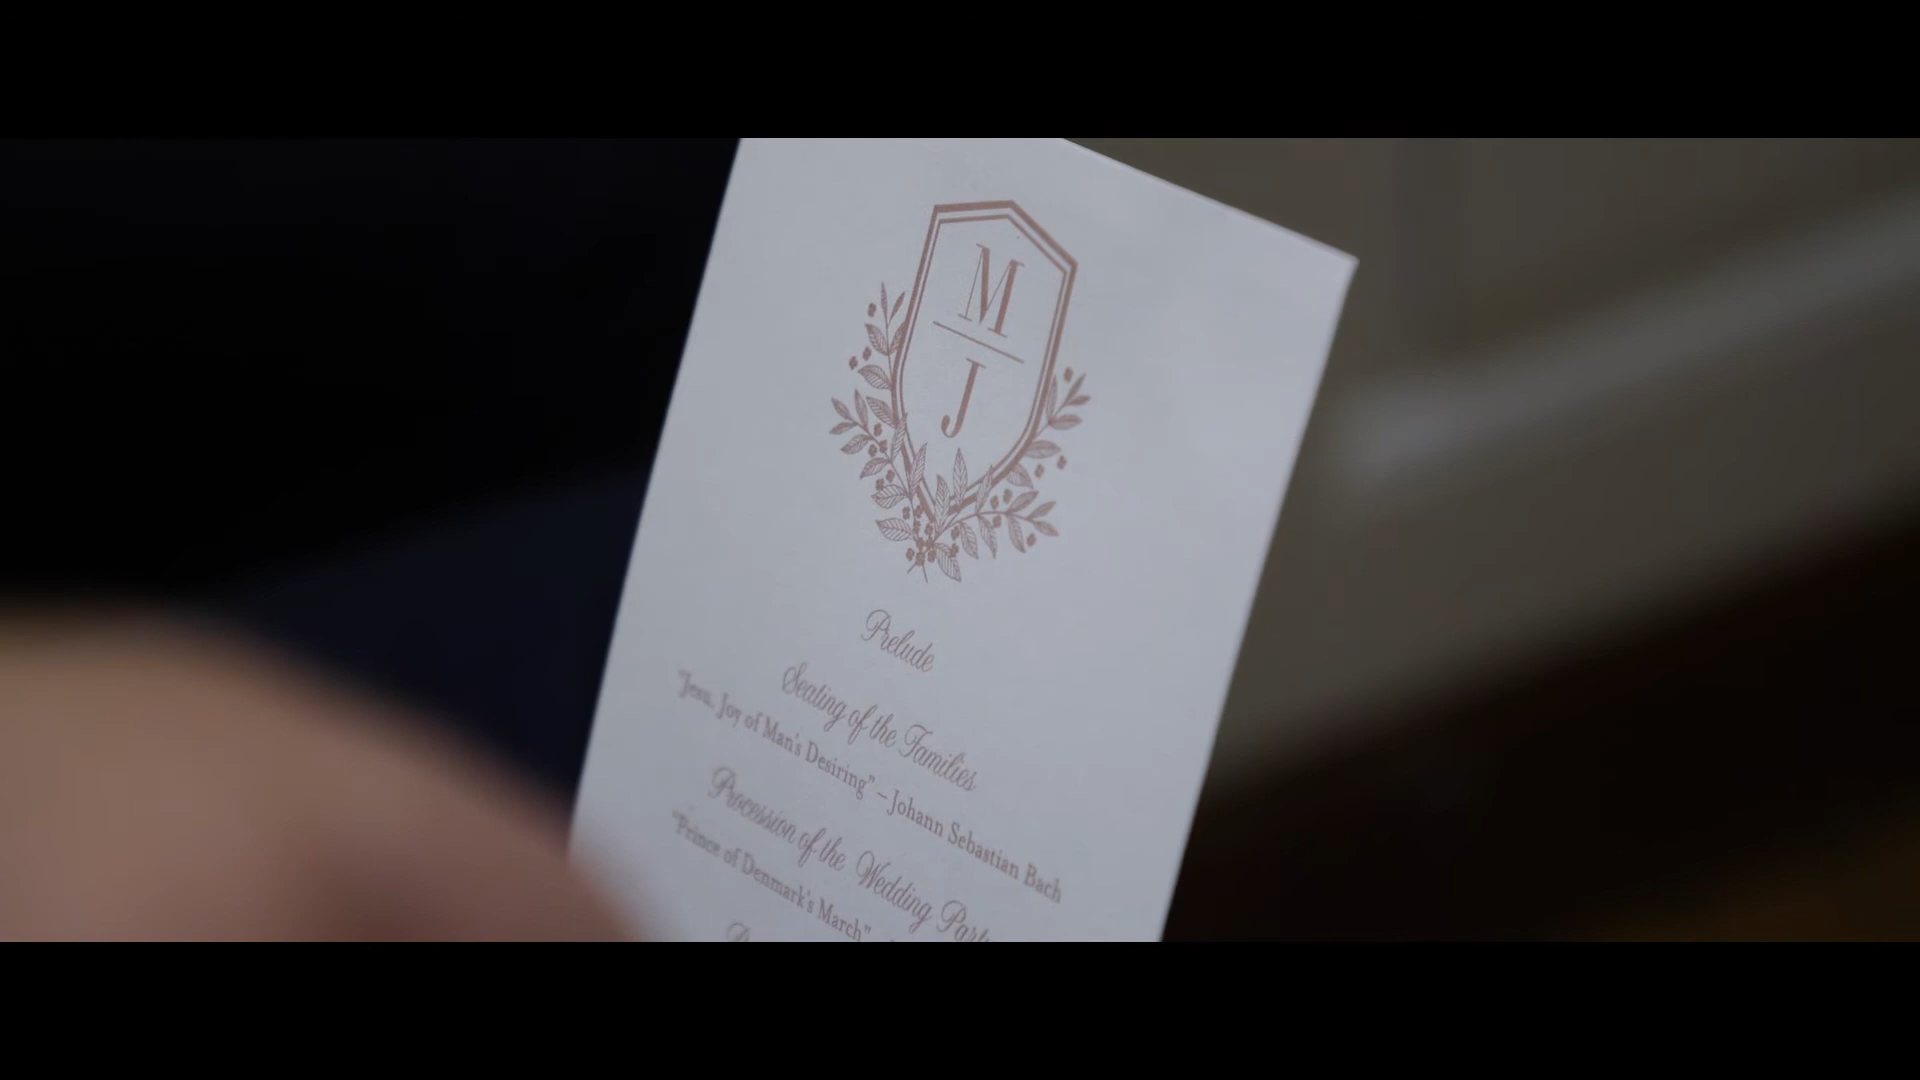 M
J
Prelude
Seating of the Families
"Jesu, Joy of Man's Desiring" – Johann Sebastian Bach
Procession of the Wedding Party
"Prince of Denmark's March"